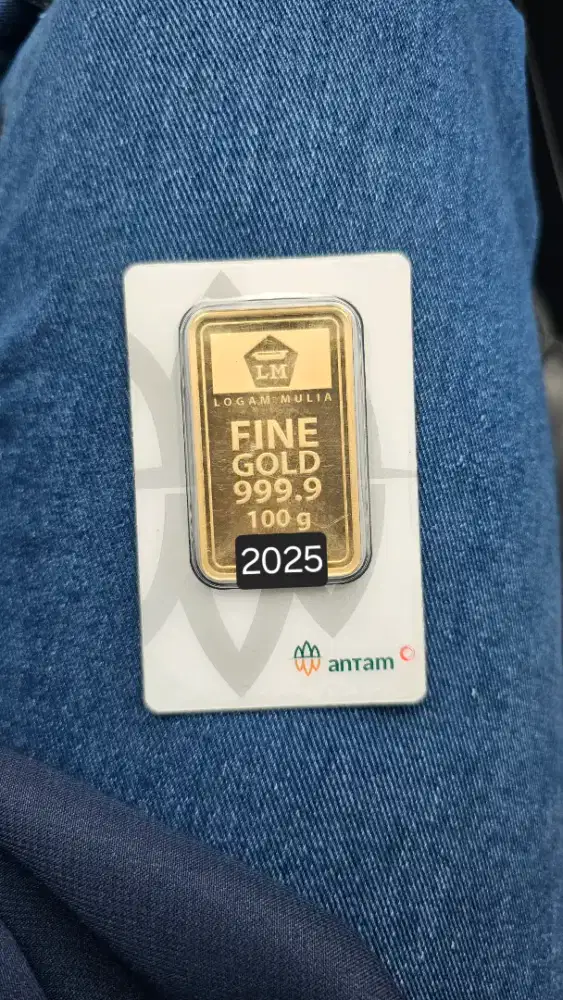 LM
LOGAM MULIA
FINE
GOLD
999.9
100 g
2025
antam